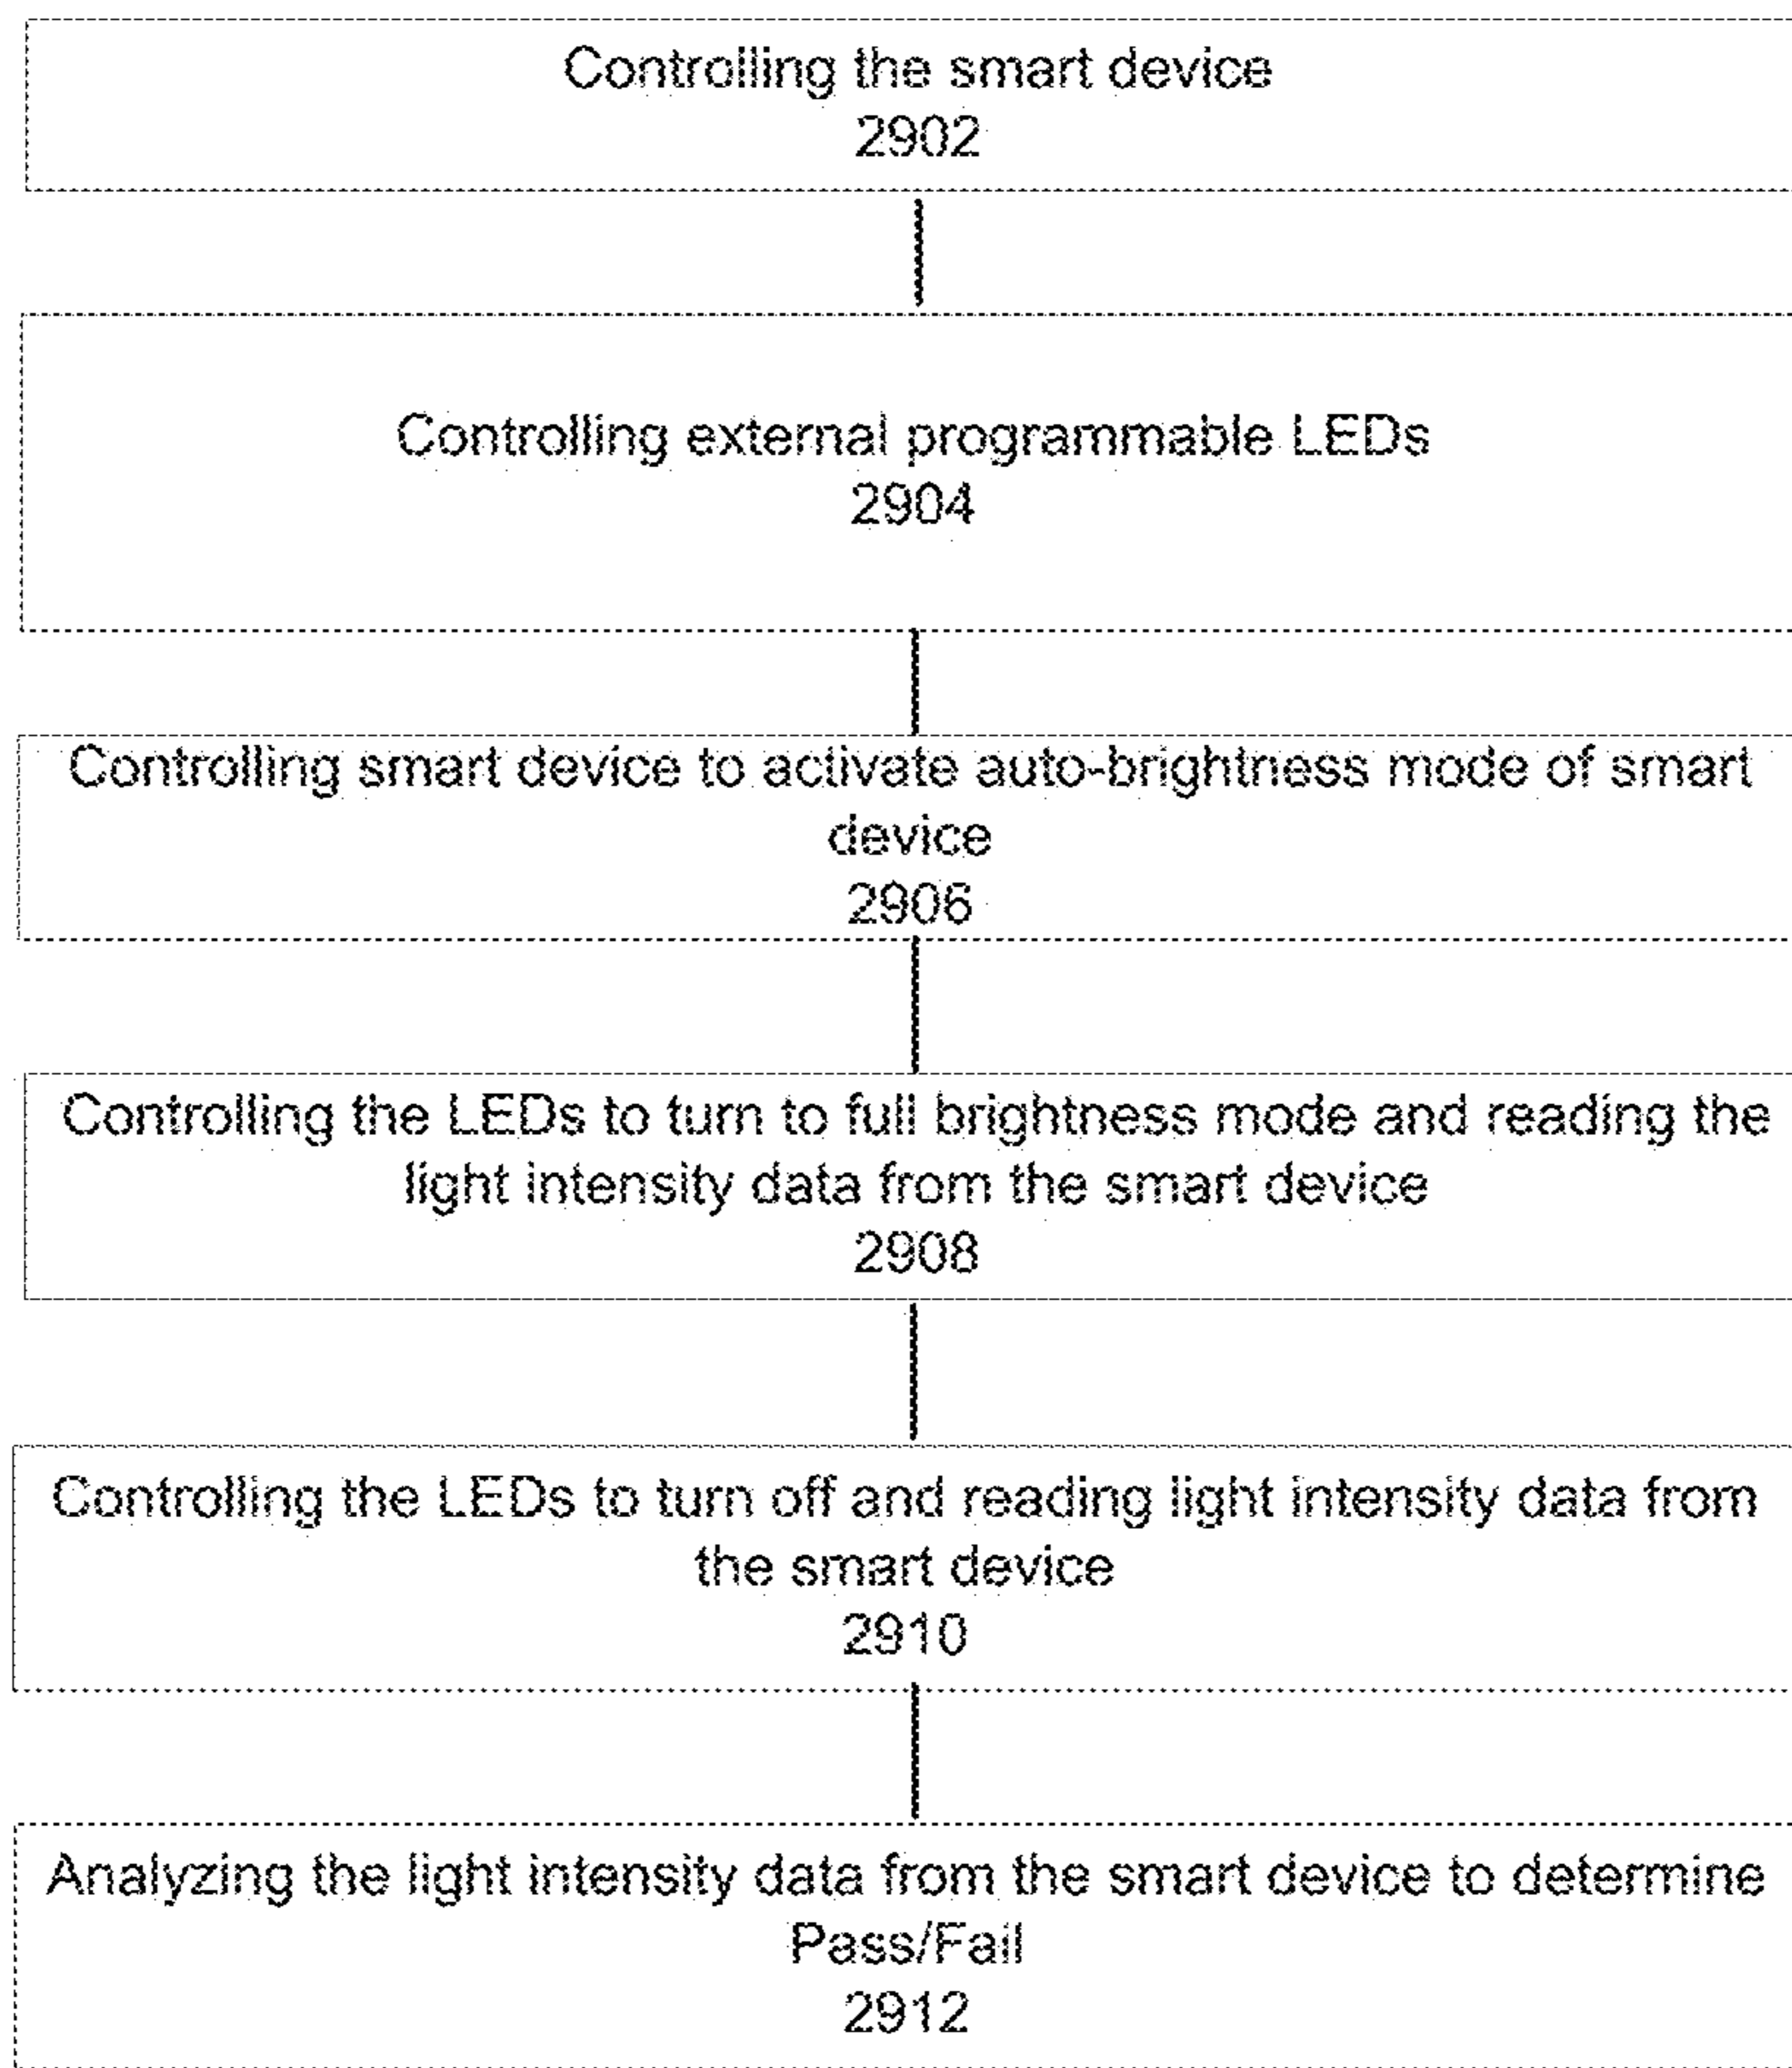 Controlling the smart device
2902
Controlling external programmable LEDs
2904
Controlling smart device to activate auto-brightness mode of smart
device
2906
Controlling the LEDs to turn to full brightness mode and reading the
light intensity data from the smart device
2908
Controlling the LEDs to turn off and reading light intensity data from
the smart device
2910
Analyzing the light intensity data from the smart device to determine
Pass/Fail
2912